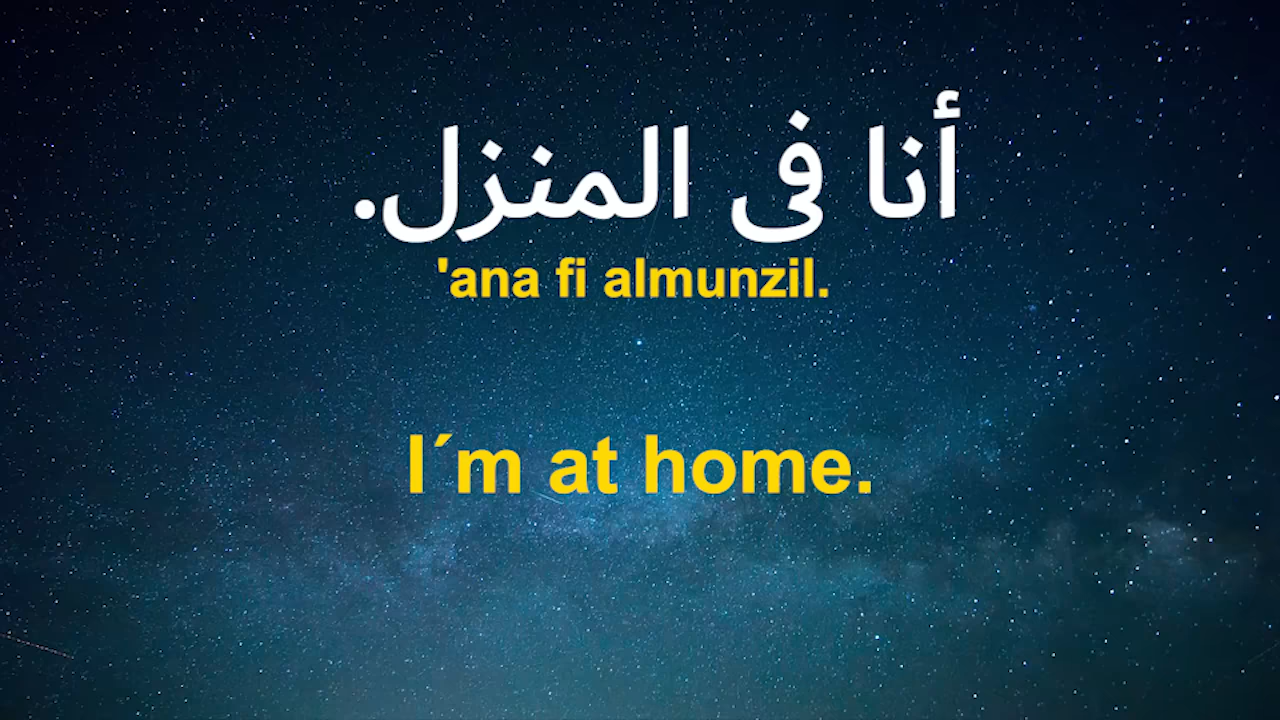 أنا فى المنزل.
'ana fi almunzil.
I´m at home.